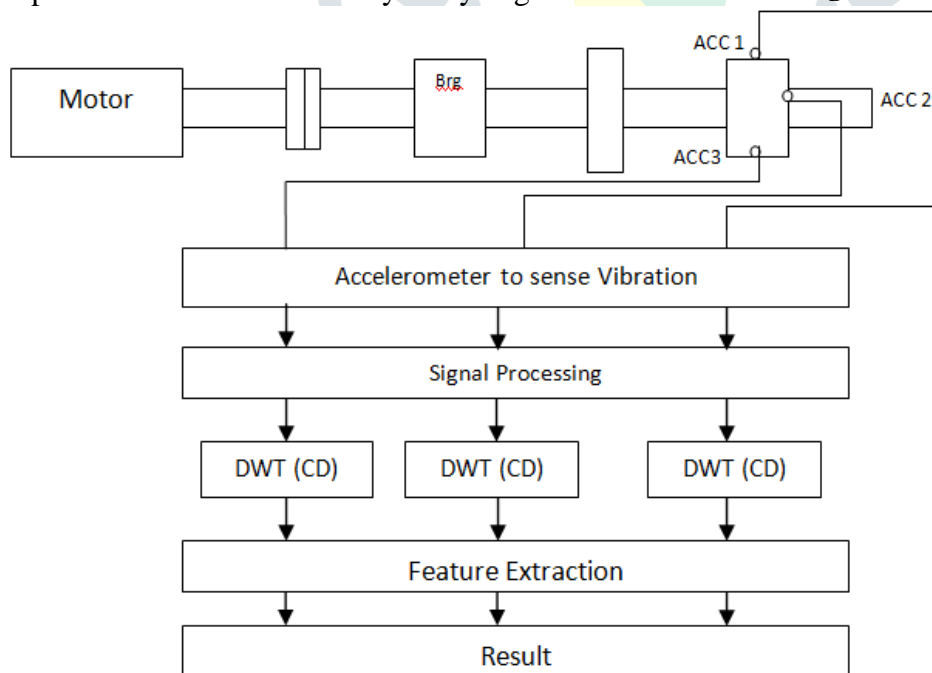 ACC 1
Motor
Brg
ACC 2
ACC3
Accelerometer to sense Vibration
Signal Processing
DWT (CD) DWT (CD) DWT (CD)
Feature Extraction
Result